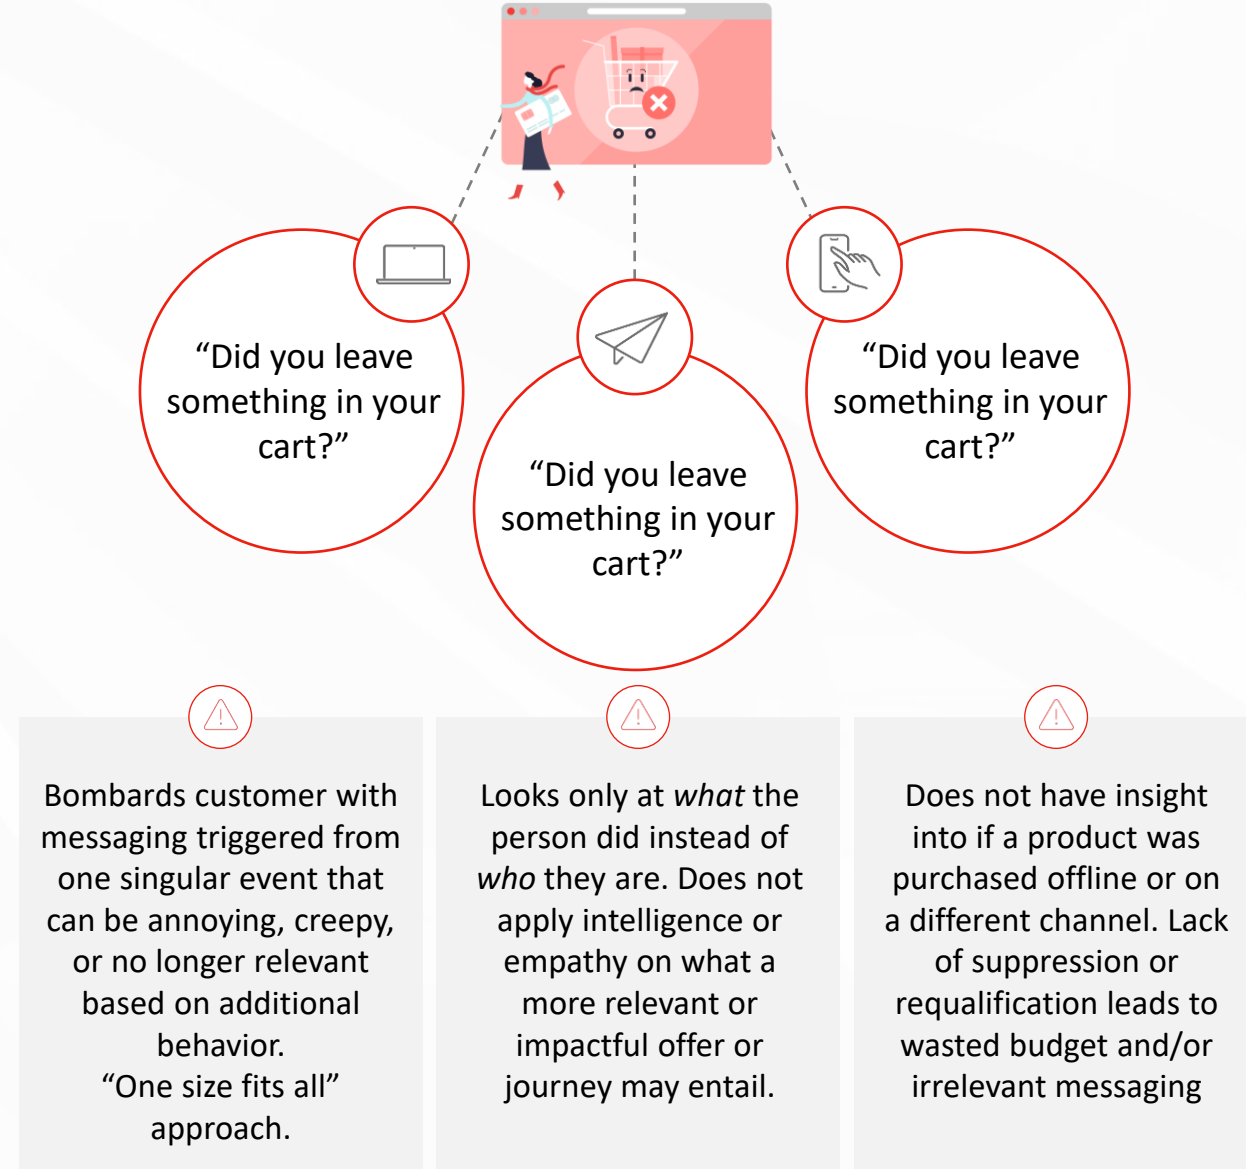 “Did you leave
something in your
cart?”
“Did you leave
something in your
cart?”
“Did you leave
something in your
cart?”
Bombards customer with
messaging triggered from
one singular event that
can be annoying, creepy,
or no longer relevant
based on additional
behavior.
“One size fits all”
approach.
Looks only at what the
person did instead of
who they are. Does not
apply intelligence or
empathy on what a
more relevant or
impactful offer or
journey may entail.
Does not have insight
into if a product was
purchased offline or on
a different channel. Lack
of suppression or
requalification leads to
wasted budget and/or
irrelevant messaging